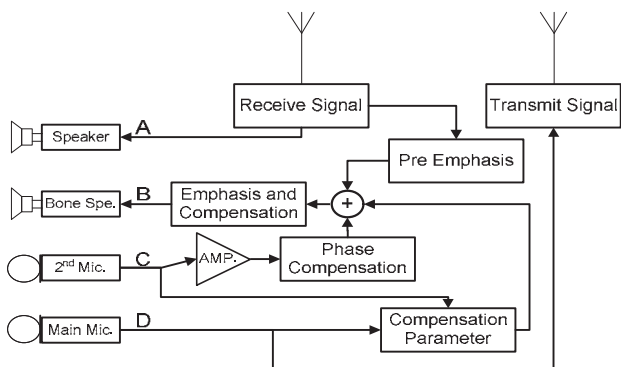 Receive Signal
Transmit Signal
A
Speaker
Pre Emphasis
B
Bone Spe.
Emphasis and
Compensation
+
C
2nd Mic.
AMP.
Phase
Compensation
D
Main Mic.
Compensation
Parameter